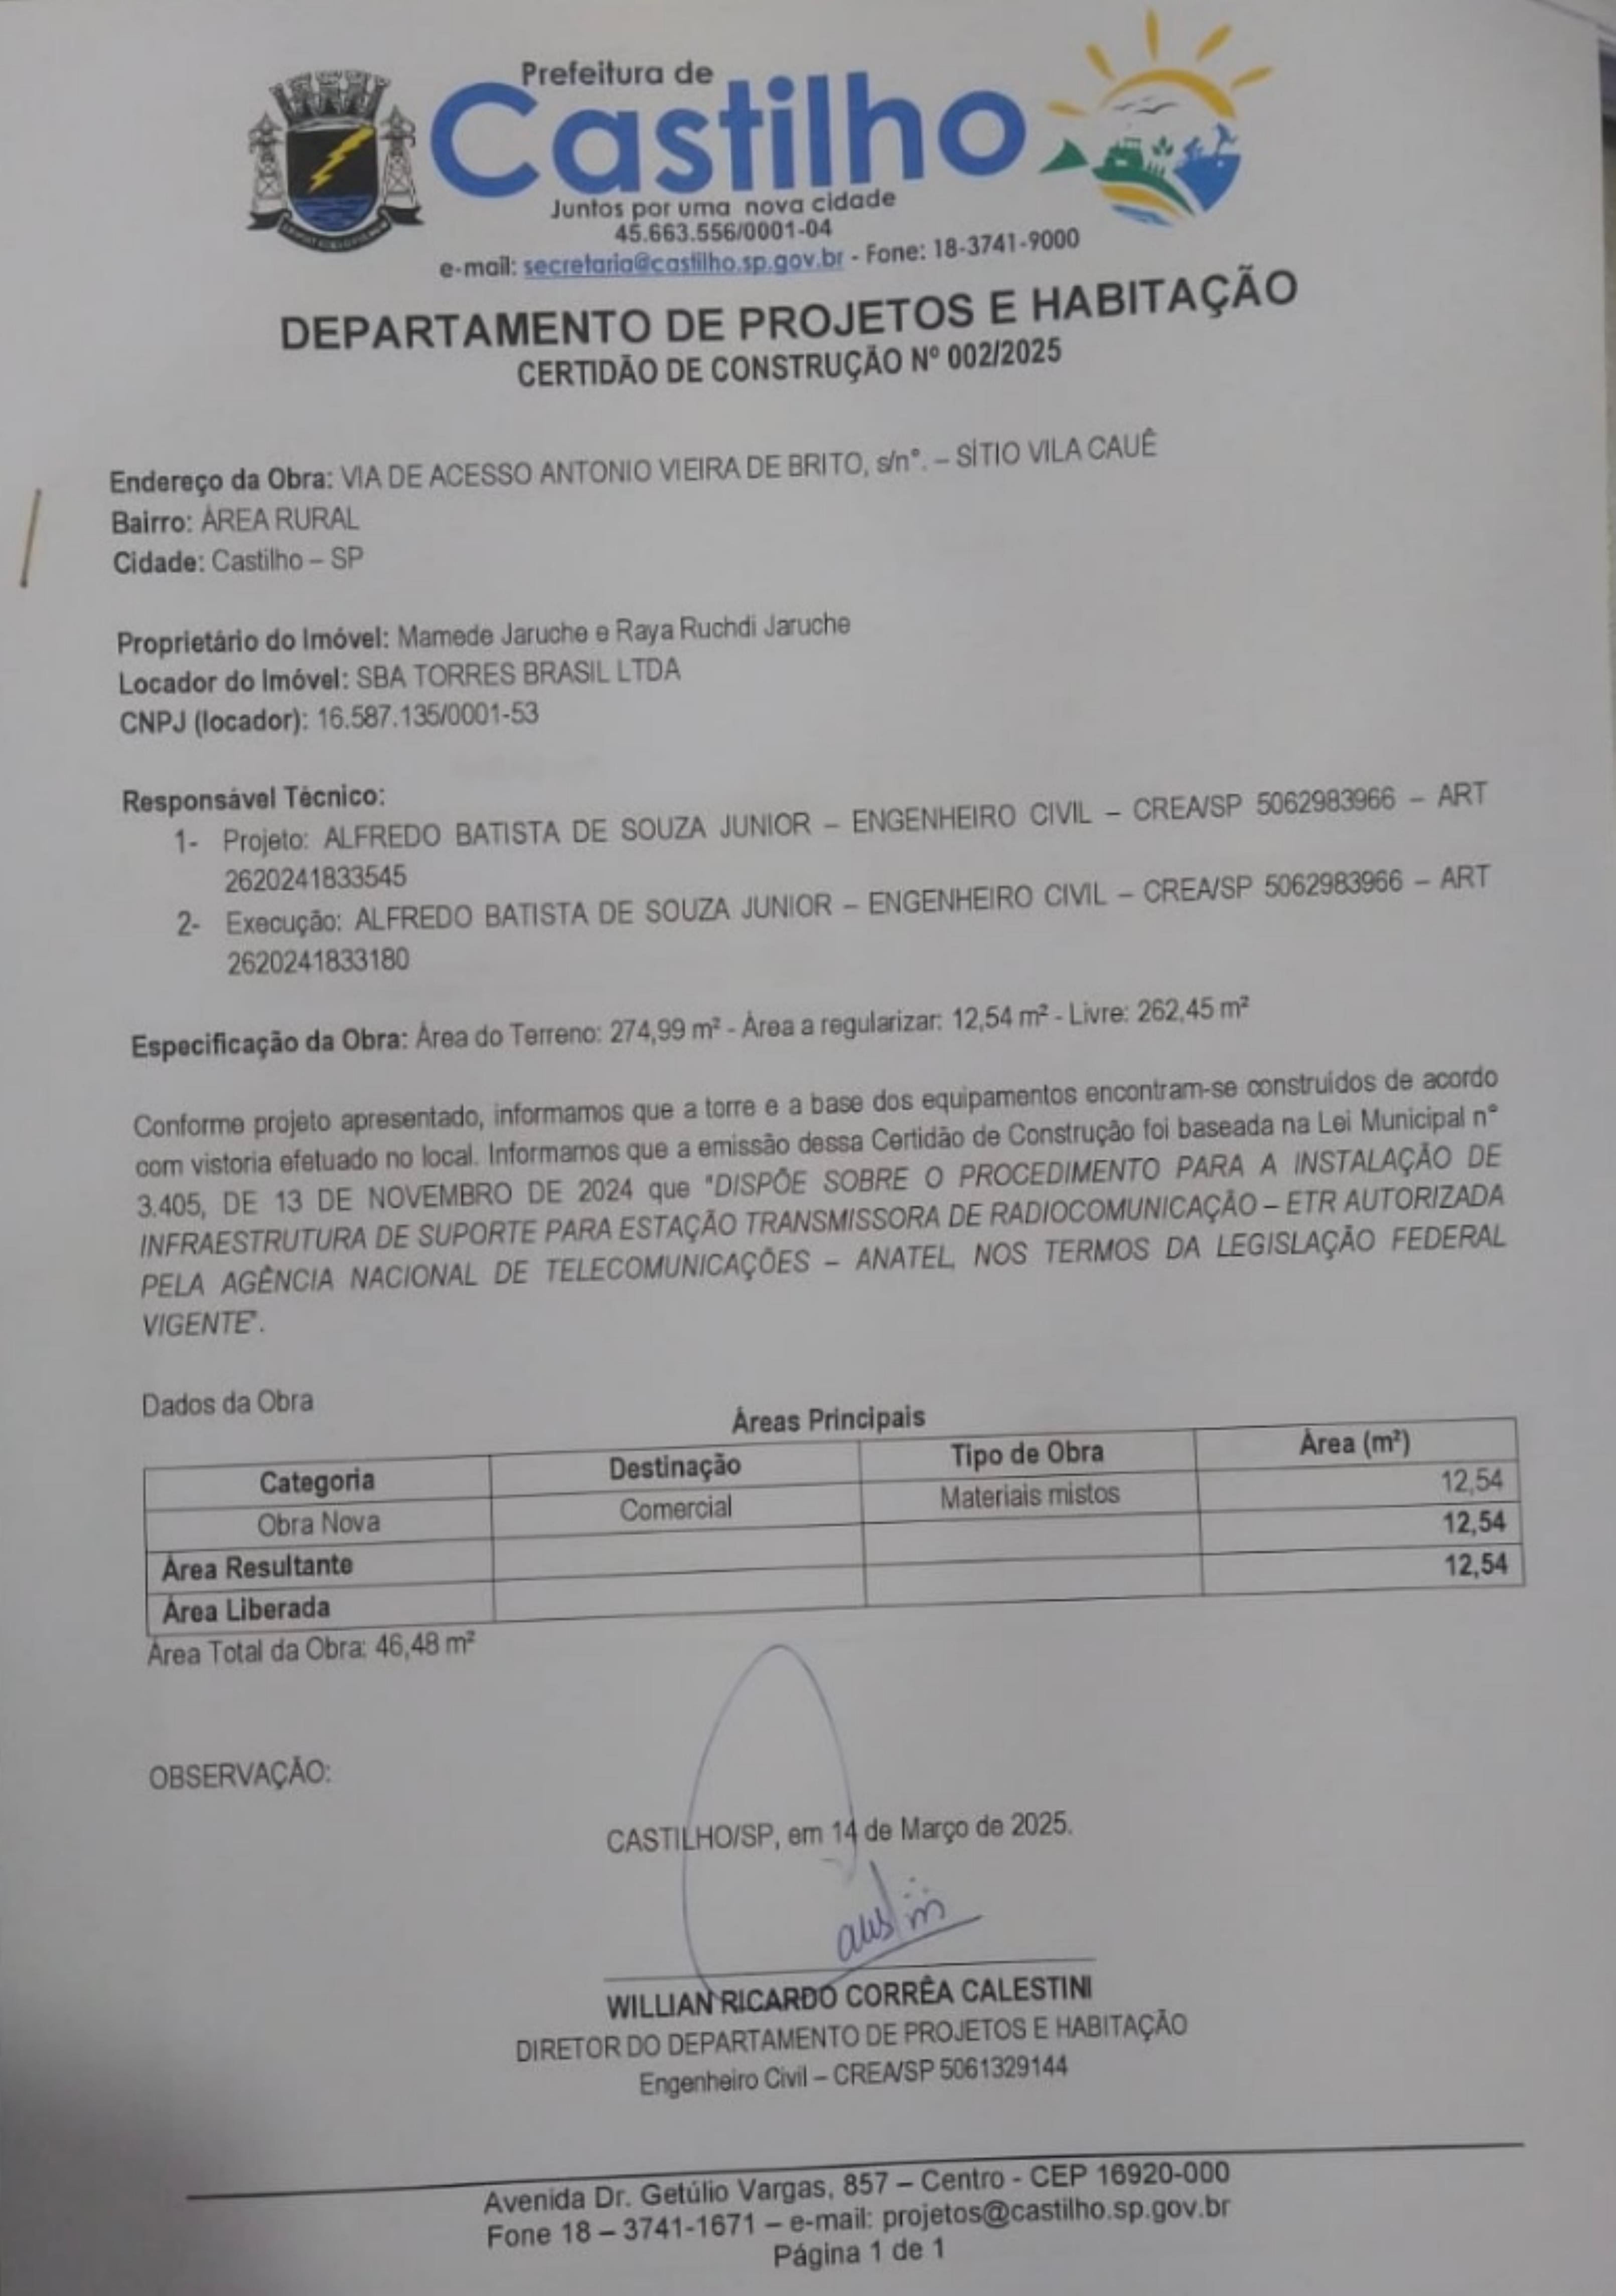 Prefeitura de
Castilho
Juntos por uma nova cidade
45.663.556/0001-04
e-mail: secretaria@castilho.sp.gov.br - Fone: 18-3741-9000
DEPARTAMENTO DE PROJETOS E HABITAÇÃO
CERTIDÃO DE CONSTRUÇÃO Nº 002/2025
Endereço da Obra: VIA DE ACESSO ANTONIO VIEIRA DE BRITO, s/n°. – SÍTIO VILA CAUÊ
Bairro: ÁREA RURAL
Cidade: Castilho – SP
Proprietário do Imóvel: Mamede Jaruche e Raya Ruchdi Jaruche
Locador do Imóvel: SBA TORRES BRASIL LTDA
CNPJ (locador): 16.587.135/0001-53
Responsável Técnico:
1- Projeto: ALFREDO BATISTA DE SOUZA JUNIOR – ENGENHEIRO CIVIL – CREA/SP 5062983966 – ART
2620241833545
2- Execução: ALFREDO BATISTA DE SOUZA JUNIOR – ENGENHEIRO CIVIL – CREA/SP 5062983966 – ART
2620241833180
Especificação da Obra: Área do Terreno: 274,99 m² - Área a regularizar: 12,54 m² - Livre: 262,45 m²
Conforme projeto apresentado, informamos que a torre e a base dos equipamentos encontram-se construídos de acordo
com vistoria efetuado no local. Informamos que a emissão dessa Certidão de Construção foi baseada na Lei Municipal n°
3.405, DE 13 DE NOVEMBRO DE 2024 que "DISPÕE SOBRE O PROCEDIMENTO PARA A INSTALAÇÃO DE
INFRAESTRUTURA DE SUPORTE PARA ESTAÇÃO TRANSMISSORA DE RADIOCOMUNICAÇÃO – ETR AUTORIZADA
PELA AGÊNCIA NACIONAL DE TELECOMUNICAÇÕES – ANATEL, NOS TERMOS DA LEGISLAÇÃO FEDERAL
VIGENTE".
Dados da Obra
Áreas Principais
Categoria Destinação Tipo de Obra Área (m²)
Obra Nova Comercial Materiais mistos 12,54
Área Resultante 12,54
Área Liberada 12,54
Área Total da Obra: 46,48 m²
OBSERVAÇÃO:
CASTILHO/SP, em 14 de Março de 2025.
WILLIAN RICARDO CORRÊA CALESTINI
DIRETOR DO DEPARTAMENTO DE PROJETOS E HABITAÇÃO
Engenheiro Civil – CREA/SP 5061329144
Avenida Dr. Getúlio Vargas, 857 – Centro - CEP 16920-000
Fone 18 – 3741-1671 – e-mail: projetos@castilho.sp.gov.br
Página 1 de 1